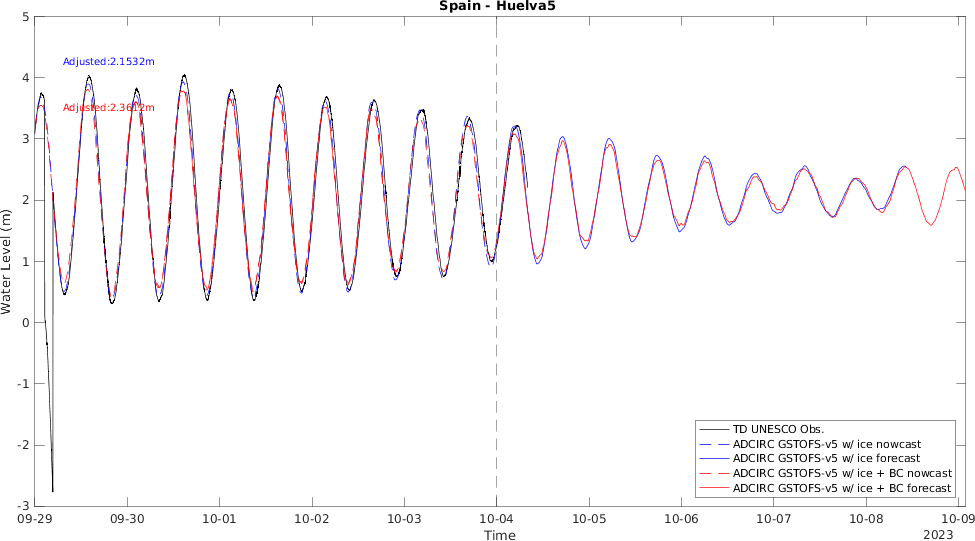 Spain - Huelva5
Water Level (m)
5
4
3
2
1
0
-1
-2
-3
Adjusted:2.1532m
Adjusted:2.3612m
TD UNESCO Obs.
ADCIRC GSTOFS-v5 w/ ice nowcast
ADCIRC GSTOFS-v5 w/ ice forecast
ADCIRC GSTOFS-v5 w/ ice + BC nowcast
ADCIRC GSTOFS-v5 w/ ice + BC forecast
09-29 09-30 10-01 10-02 10-03 10-04 10-05 10-06 10-07 10-08 10-09
Time
2023